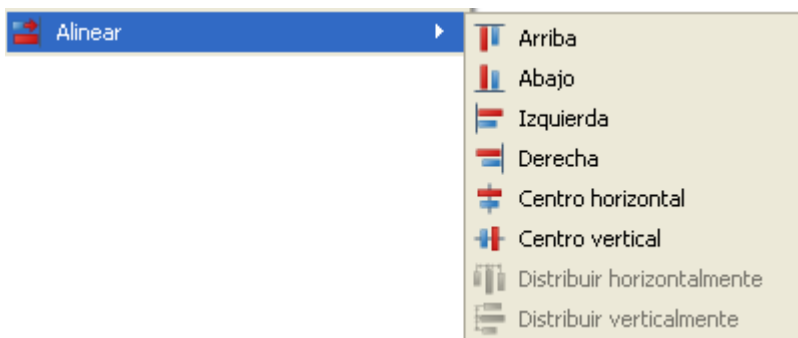 Alinear
Arriba
Abajo
Izquierda
Derecha
Centro horizontal
Centro vertical
Distribuir horizontalmente
Distribuir verticalmente